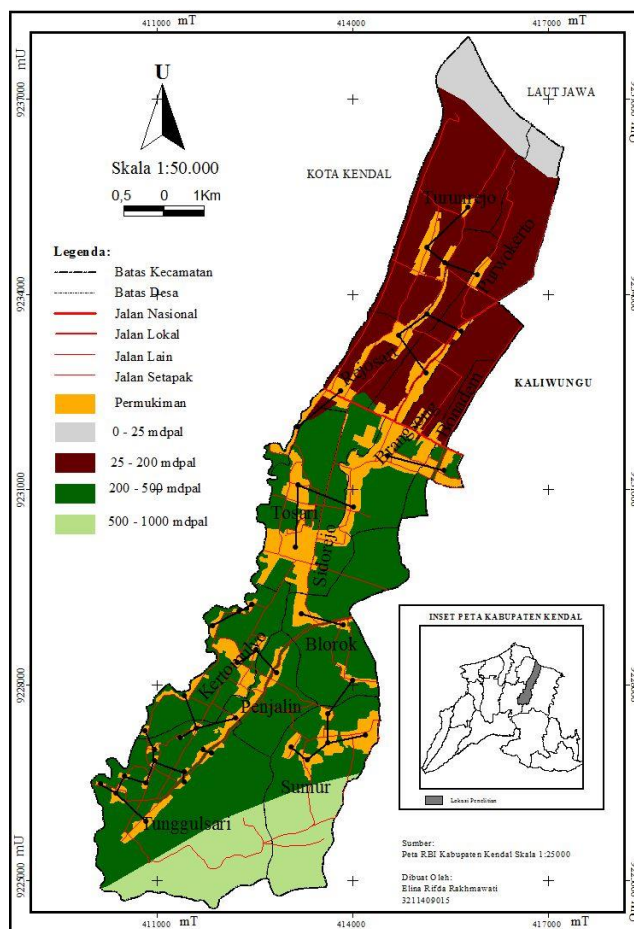 411000 mT 414000 417000
mU
9237000
U
Skala 1:50.000
0,5 0 1Km
LAUT JAWA
KOTA KENDAL
Turunrejo
Purwokerto
Legenda:
Batas Kecamatan
Batas Desa
Jalan Nasional
Jalan Lokal
Jalan Lain
Jalan Setapak
Permukiman
0 - 25 mdpal
25 - 200 mdpal
200 - 500 mdpal
500 - 1000 mdpal
9234000
KALIWUNGU
9231000
Tosari
Sidorejo
Blorok
Kertomulyo
Penjalin
9228000
Sumur
Tunggulsari
INSET PETA KABUPATEN KENDAL
Lokasi Penelitian
Sumber:
Peta RBI Kabupaten Kendal Skala 1:25000
Dibuat Oleh:
Elina Rifda Rakhmawati
3211409015
mU
9225000
411000 mT 414000 417000 mT